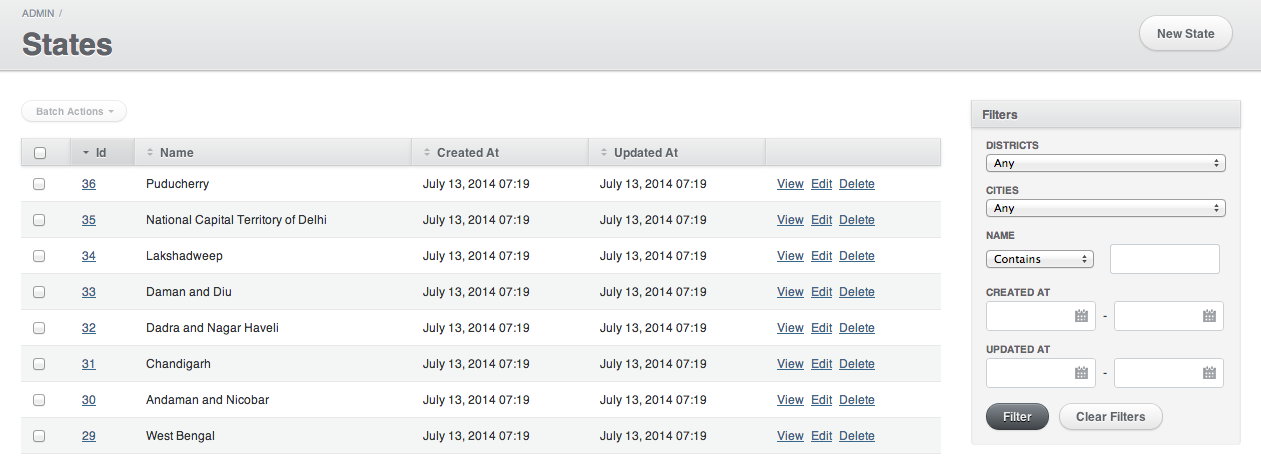 ADMIN /
States
New State
Batch Actions
Id Name Created At Updated At
36 Puducherry July 13, 2014 07:19 July 13, 2014 07:19 View Edit Delete
35 National Capital Territory of Delhi July 13, 2014 07:19 July 13, 2014 07:19 View Edit Delete
34 Lakshadweep July 13, 2014 07:19 July 13, 2014 07:19 View Edit Delete
33 Daman and Diu July 13, 2014 07:19 July 13, 2014 07:19 View Edit Delete
32 Dadra and Nagar Haveli July 13, 2014 07:19 July 13, 2014 07:19 View Edit Delete
31 Chandigarh July 13, 2014 07:19 July 13, 2014 07:19 View Edit Delete
30 Andaman and Nicobar July 13, 2014 07:19 July 13, 2014 07:19 View Edit Delete
29 West Bengal July 13, 2014 07:19 July 13, 2014 07:19 View Edit Delete
Filters
DISTRICTS
Any
CITIES
Any
NAME
Contains
CREATED AT
-
UPDATED AT
-
Filter Clear Filters